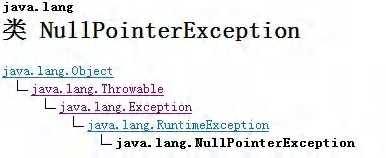 java.lang
类 NullPointerException
java.lang.Object
java.lang.Throwable
java.lang.Exception
java.lang.RuntimeException
java.lang.NullPointerException